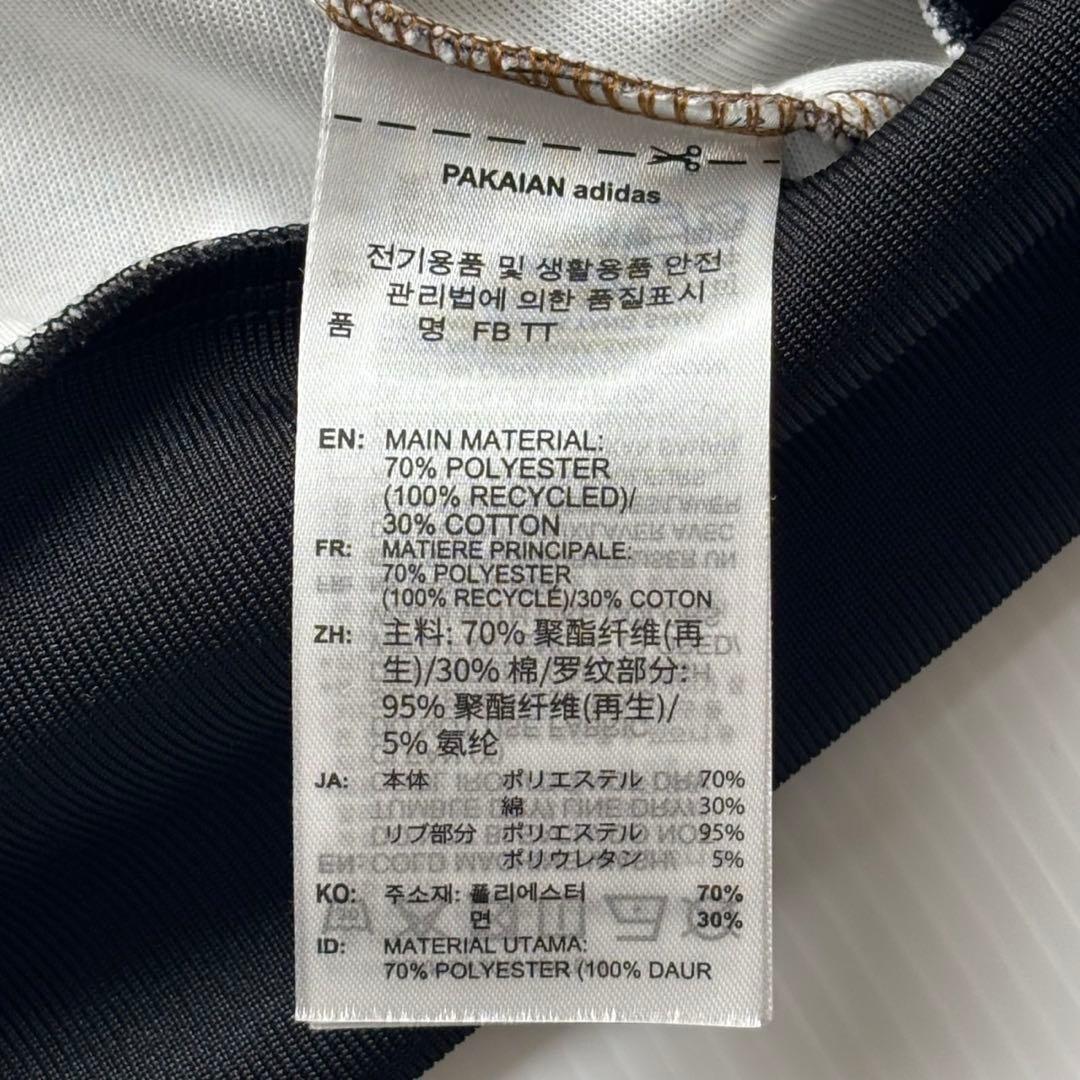 PAKAIAN adidas
전기용품 및 생활용품 안전
관리법에 의한 품질표시
품 명 FB TT
EN: MAIN MATERIAL:
70% POLYESTER
(100% RECYCLED)/
30% COTTON
FR: MATIERE PRINCIPALE:
70% POLYESTER
(100% RECYCLÉ)/30% COTON
ZH: 主料: 70% 聚酯纤维(再
生)/30% 棉/罗纹部分:
95% 聚酯纤维(再生)/
5% 氨纶
JA: 本体 ポリエステル 70%
綿 30%
リブ部分 ポリエステル 95%
ポリウレタン 5%
KO: 주소재: 폴리에스터 70%
면 30%
ID: MATERIAL UTAMA:
70% POLYESTER (100% DAUR